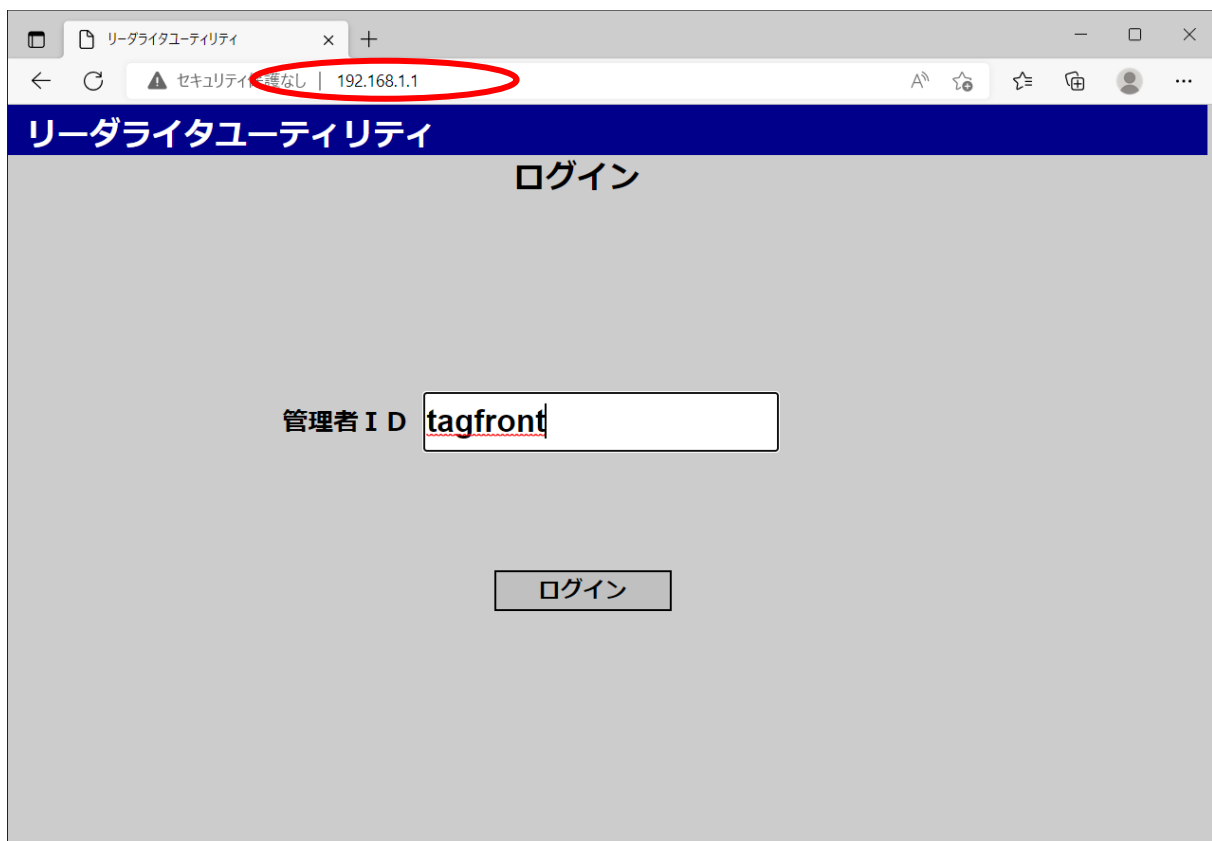 リーダライタユーティリティ
セキュリティ保護なし | 192.168.1.1
リーダライタユーティリティ
ログイン
管理者ＩＤ tagfront
ログイン